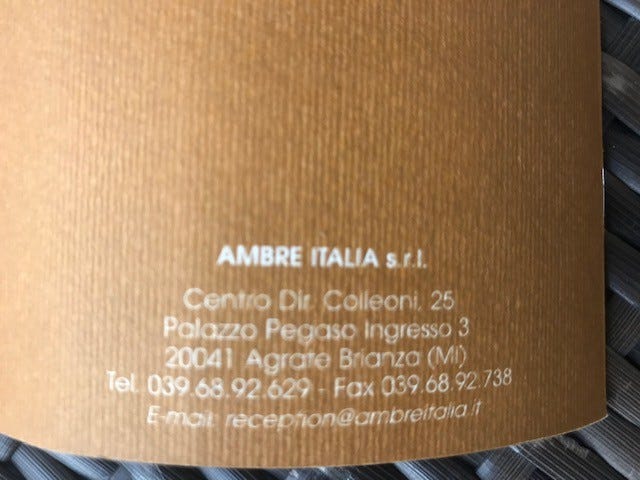 AMBRE ITALIA s.r.l.
Centro Dir. Colleoni, 25
Palazzo Pegaso Ingresso 3
20041 Agrate Brianza (MI)
Tel. 039.68.92.629 - Fax 039.68.92.738
E-mail: reception@ambreitalia.it